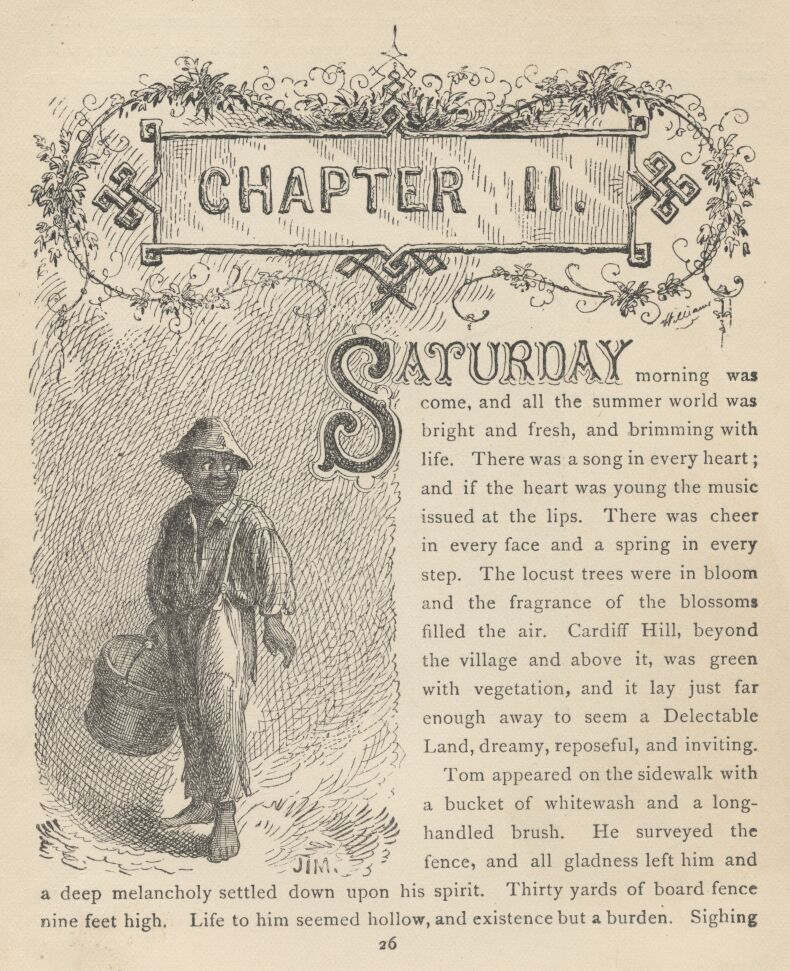 CHAPTER II.
Williams
SATURDAY morning was
come, and all the summer world was
bright and fresh, and brimming with
life. There was a song in every heart;
and if the heart was young the music
issued at the lips. There was cheer
in every face and a spring in every
step. The locust trees were in bloom
and the fragrance of the blossoms
filled the air. Cardiff Hill, beyond
the village and above it, was green
with vegetation, and it lay just far
enough away to seem a Delectable
Land, dreamy, reposeful, and inviting.
Tom appeared on the sidewalk with
a bucket of whitewash and a long-
handled brush. He surveyed the
fence, and all gladness left him and
JIM.
a deep melancholy settled down upon his spirit. Thirty yards of board fence
nine feet high. Life to him seemed hollow, and existence but a burden. Sighing
26